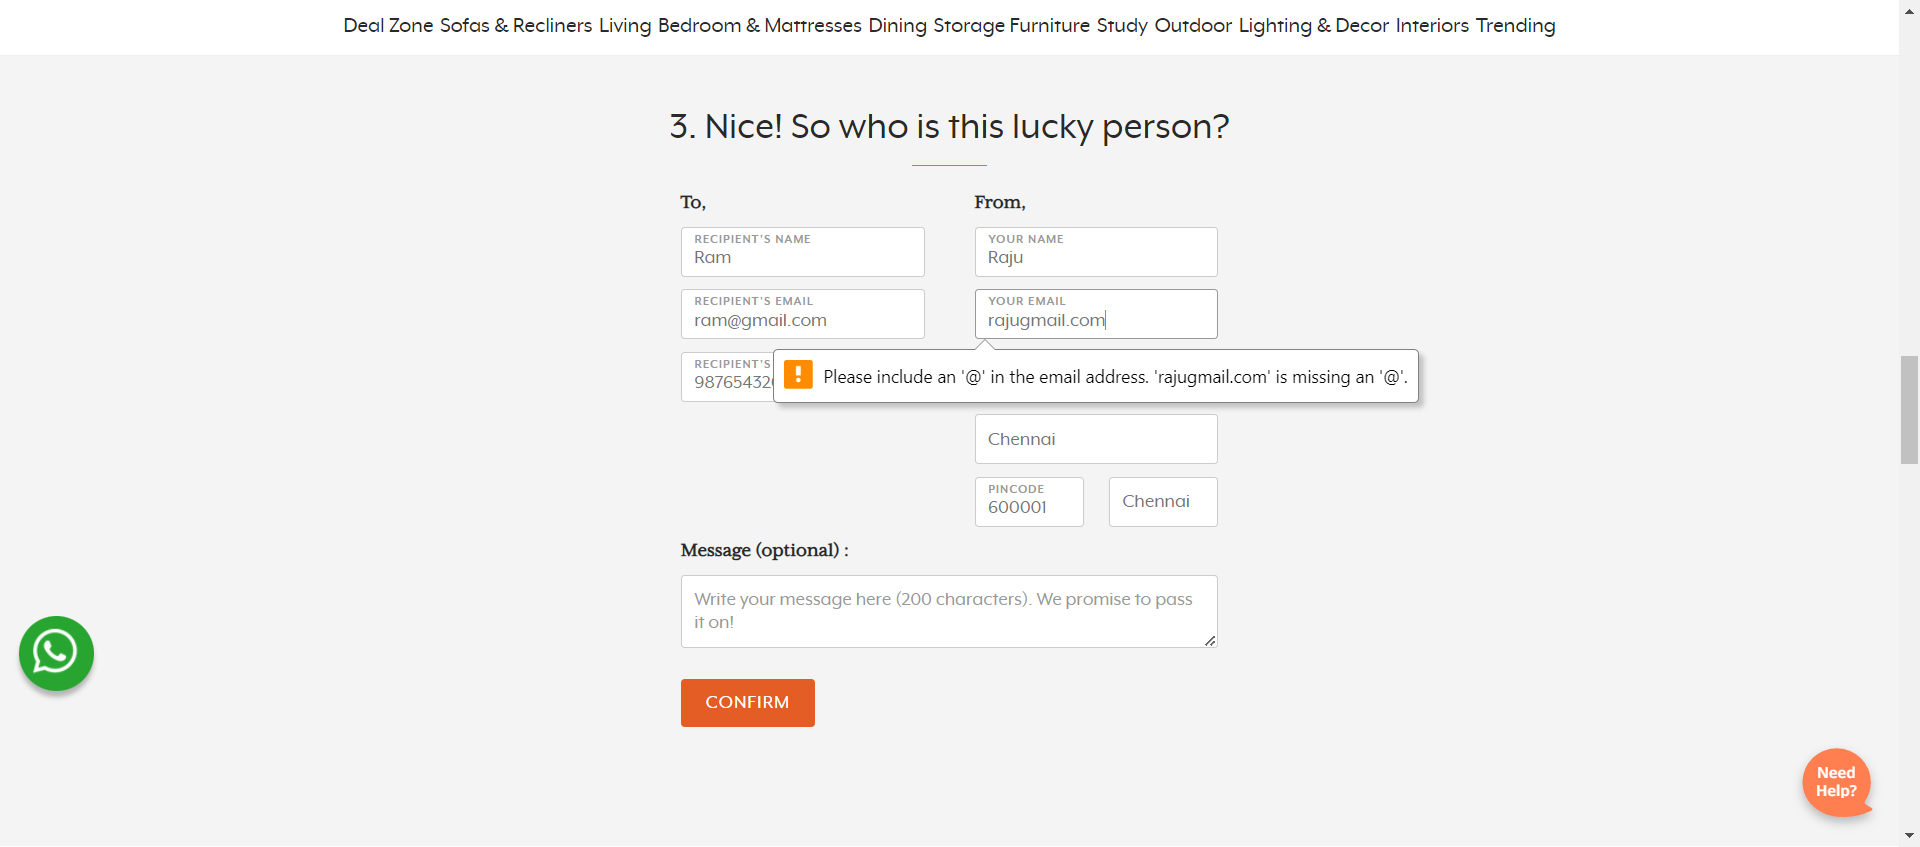 Deal Zone Sofas & Recliners Living Bedroom & Mattresses Dining Storage Furniture Study Outdoor Lighting & Decor Interiors Trending
3. Nice! So who is this lucky person?
To,
RECIPIENT'S NAME
Ram
RECIPIENT'S EMAIL
ram@gmail.com
RECIPIENT'S
From,
YOUR NAME
Raju
YOUR EMAIL
rajugmail.com
Please include an '@' in the email address. 'rajugmail.com' is missing an '@'.
Chennai
PINCODE
600001
Chennai
Message (optional) :
Write your message here (200 characters). We promise to pass
it on!
CONFIRM
Need
Help?